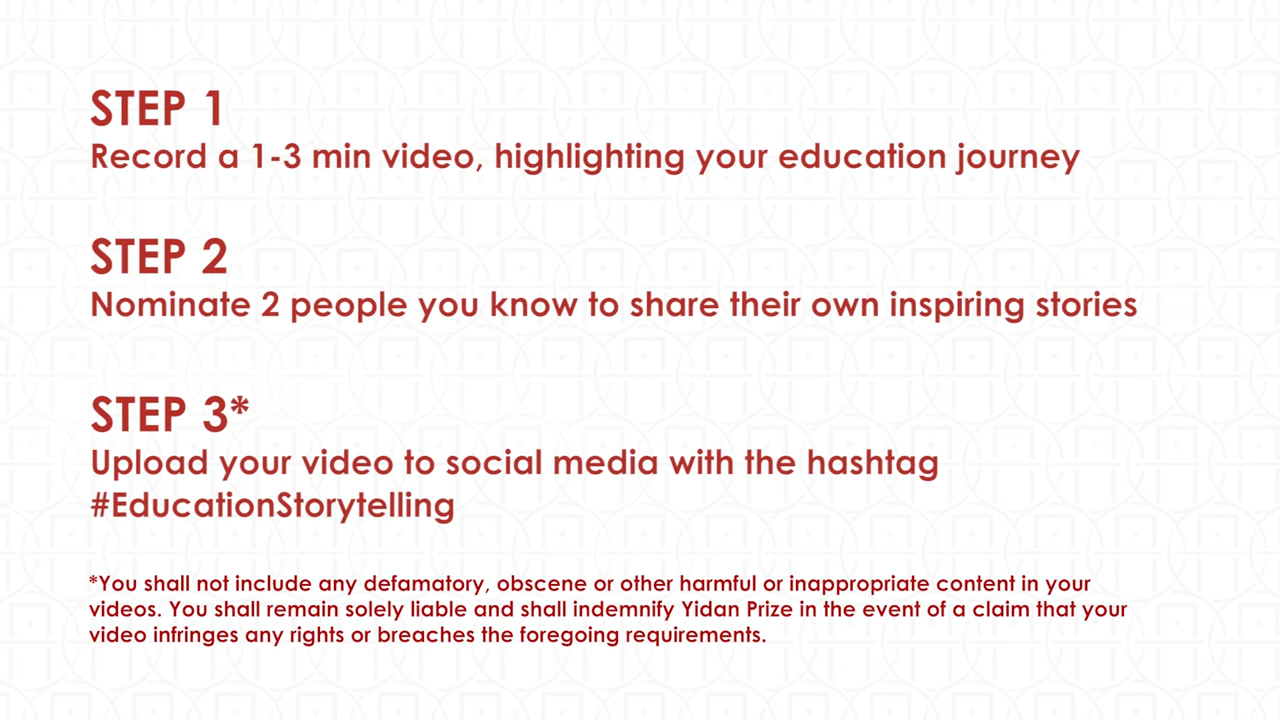 STEP 1
Record a 1-3 min video, highlighting your education journey
STEP 2
Nominate 2 people you know to share their own inspiring stories
STEP 3*
Upload your video to social media with the hashtag
#EducationStorytelling
*You shall not include any defamatory, obscene or other harmful or inappropriate content in your
videos. You shall remain solely liable and shall indemnify Yidan Prize in the event of a claim that your
video infringes any rights or breaches the foregoing requirements.